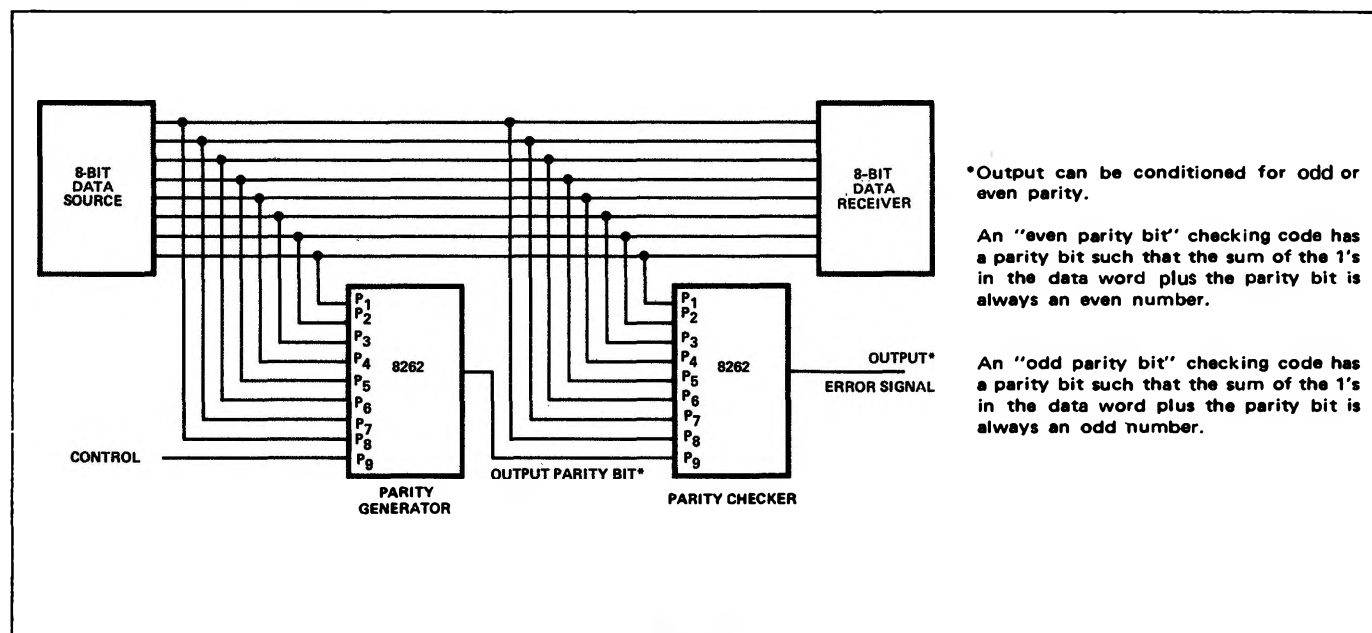 8-BIT
DATA
SOURCE
8-BIT
DATA
RECEIVER
P1
P2
P3
P4
P5
P6
P7
P8
P9
8262
P1
P2
P3
P4
P5
P6
P7
P8
P9
8262
CONTROL
OUTPUT PARITY BIT*
OUTPUT*
ERROR SIGNAL
PARITY
GENERATOR
PARITY CHECKER
*Output can be conditioned for odd or
even parity.
An "even parity bit" checking code has
a parity bit such that the sum of the 1's
in the data word plus the parity bit is
always an even number.
An "odd parity bit" checking code has
a parity bit such that the sum of the 1's
in the data word plus the parity bit is
always an odd number.